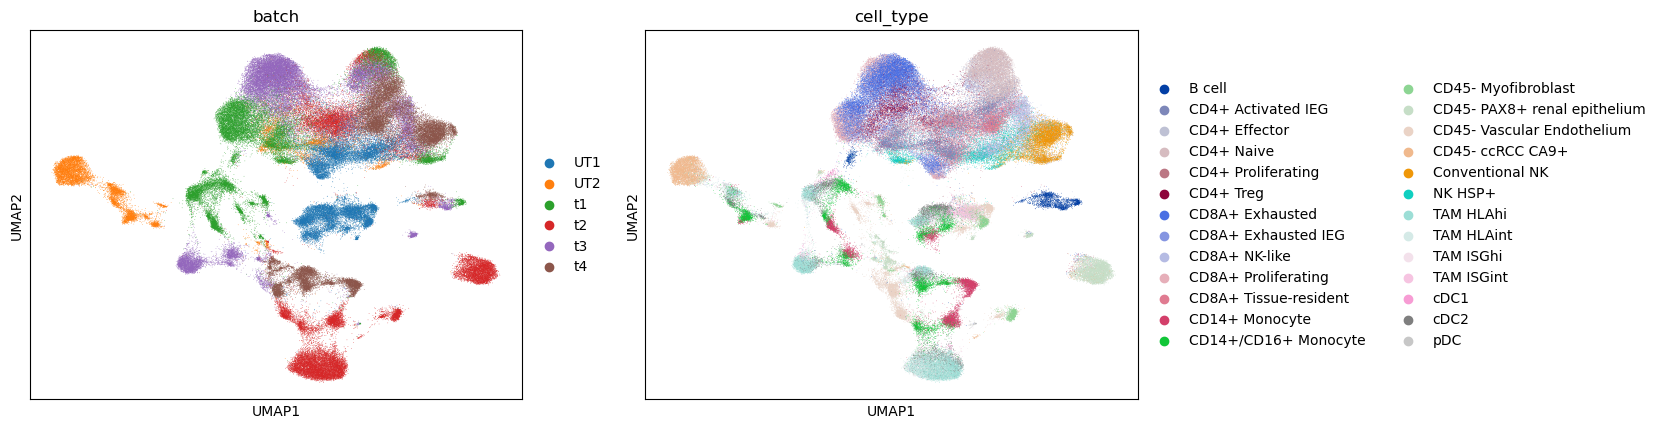 batch
UMAP2
UMAP1
UT1
UT2
t1
t2
t3
t4
cell_type
UMAP2
UMAP1
B cell
CD4+ Activated IEG
CD4+ Effector
CD4+ Naive
CD4+ Proliferating
CD4+ Treg
CD8A+ Exhausted
CD8A+ Exhausted IEG
CD8A+ NK-like
CD8A+ Proliferating
CD8A+ Tissue-resident
CD14+ Monocyte
CD14+/CD16+ Monocyte
CD45- Myofibroblast
CD45- PAX8+ renal epithelium
CD45- Vascular Endothelium
CD45- ccRCC CA9+
Conventional NK
NK HSP+
TAM HLAhi
TAM HLAint
TAM ISGhi
TAM ISGint
cDC1
cDC2
pDC